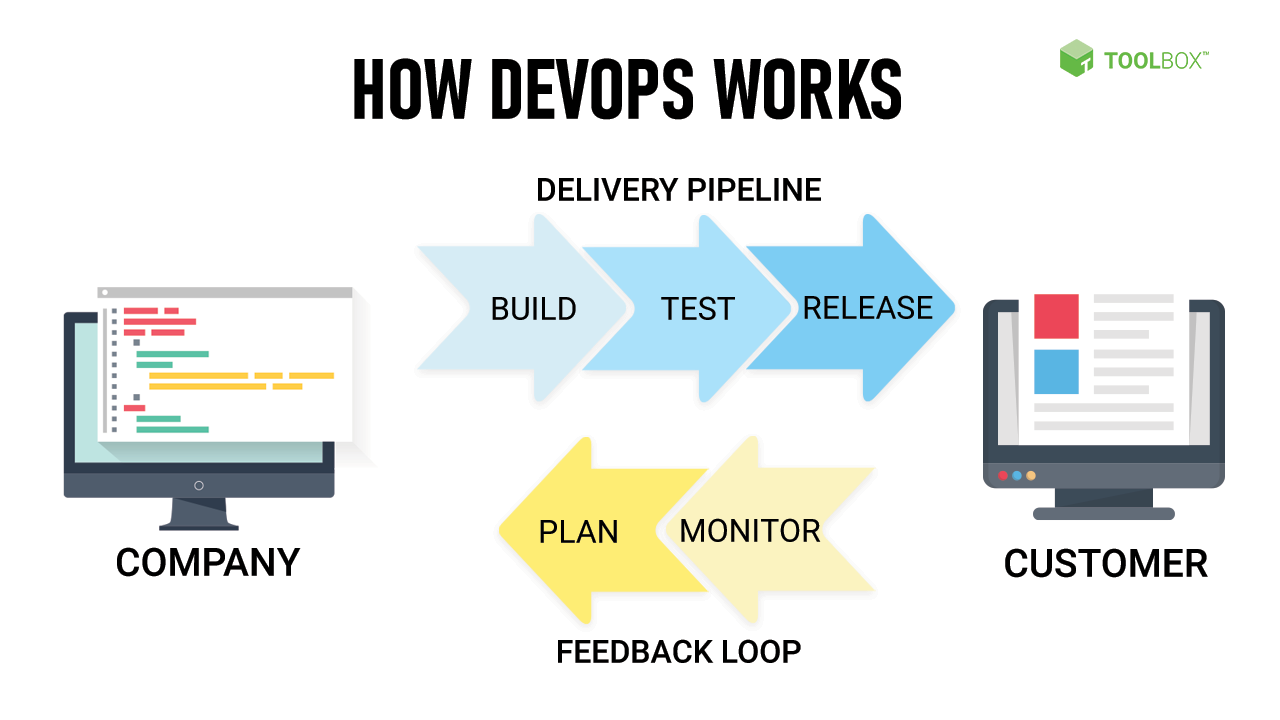 HOW DEVOPS WORKS
TOOLBOX™
DELIVERY PIPELINE
BUILD
TEST
RELEASE
COMPANY
CUSTOMER
PLAN
MONITOR
FEEDBACK LOOP